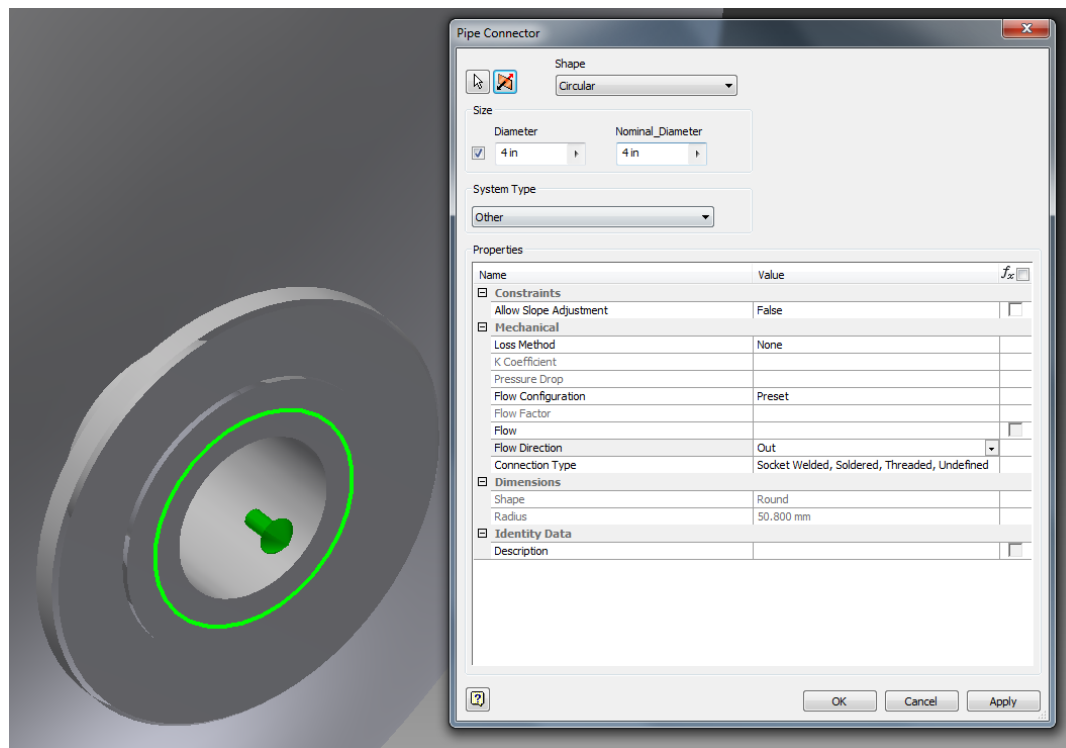 Pipe Connector
Shape
Circular
Size
Diameter Nominal_Diameter
4 in 4 in
System Type
Other
Properties
Name Value fx
Constraints
Allow Slope Adjustment False
Mechanical
Loss Method None
K Coefficient
Pressure Drop
Flow Configuration Preset
Flow Factor
Flow
Flow Direction Out
Connection Type Socket Welded, Soldered, Threaded, Undefined
Dimensions
Shape Round
Radius 50.800 mm
Identity Data
Description
OK Cancel Apply